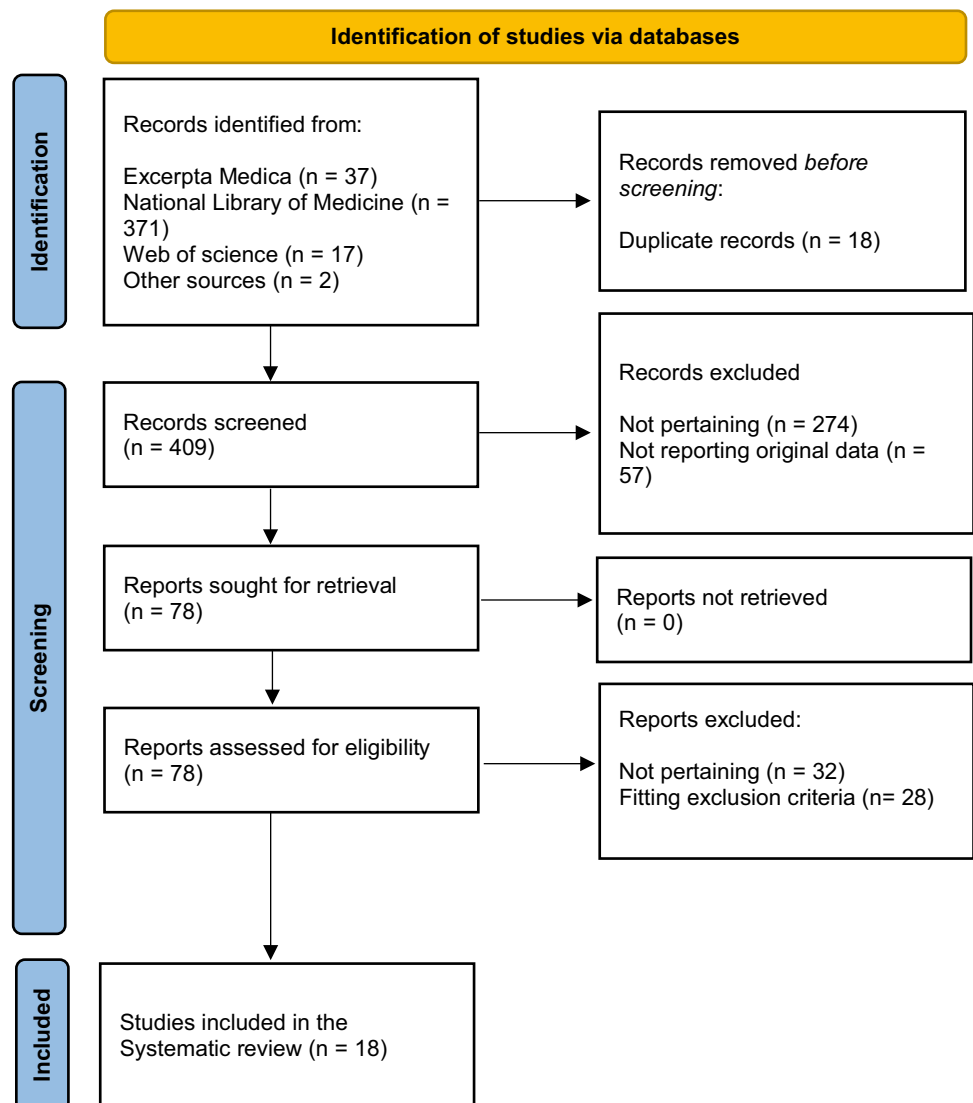 Identification of studies via databases
Identification
Records identified from:
Excerpta Medica (n = 37)
National Library of Medicine (n =
371)
Web of science (n = 17)
Other sources (n = 2)
Records removed before
screening:
Duplicate records (n = 18)
Screening
Records screened
(n = 409)
Records excluded
Not pertaining (n = 274)
Not reporting original data (n =
57)
Reports sought for retrieval
(n = 78)
Reports not retrieved
(n = 0)
Reports assessed for eligibility
(n = 78)
Reports excluded:
Not pertaining (n = 32)
Fitting exclusion criteria (n= 28)
Included
Studies included in the
Systematic review (n = 18)